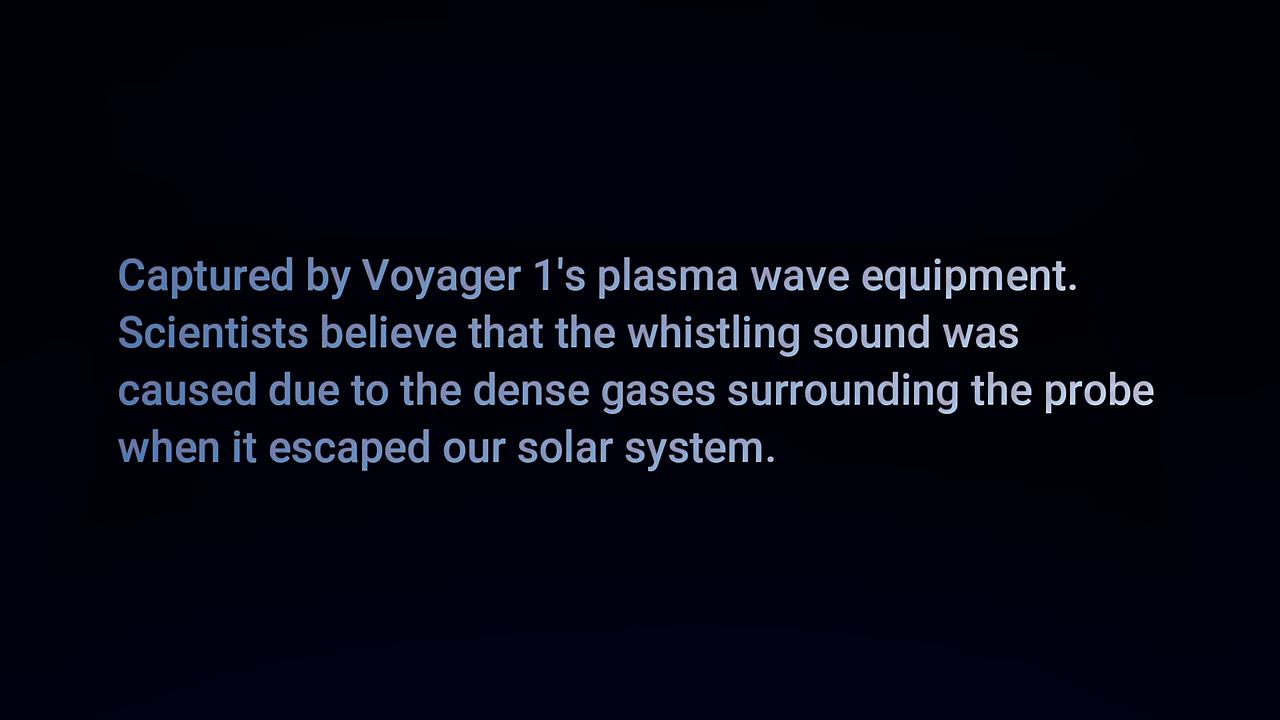 Captured by Voyager 1's plasma wave equipment.
Scientists believe that the whistling sound was
caused due to the dense gases surrounding the probe
when it escaped our solar system.